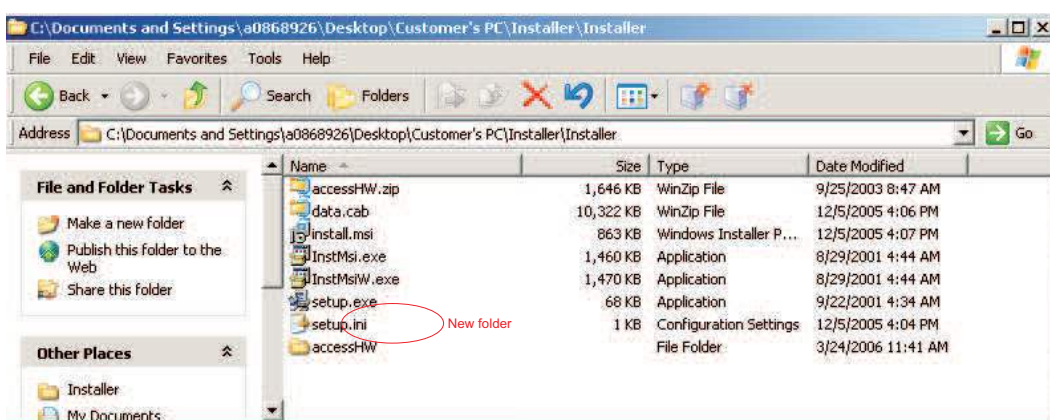 C:\Documents and Settings\a0868926\Desktop\Customer's PC\Installer\Installer
File Edit View Favorites Tools Help
Back Search Folders
Address C:\Documents and Settings\a0868926\Desktop\Customer's PC\Installer\Installer Go
File and Folder Tasks
Make a new folder
Publish this folder to the
Web
Share this folder
Other Places
Installer
My Documents
Name Size Type Date Modified
accessHW.zip 1,646 KB WinZip File 9/25/2003 8:47 AM
data.cab 10,322 KB WinZip File 12/5/2005 4:06 PM
install.msi 863 KB Windows Installer P... 12/5/2005 4:07 PM
InstMsi.exe 1,460 KB Application 8/29/2001 4:44 AM
InstMsiW.exe 1,470 KB Application 8/29/2001 4:44 AM
setup.exe 68 KB Application 9/22/2001 4:34 AM
setup.ini New folder 1 KB Configuration Settings 12/5/2005 4:04 PM
accessHW File Folder 3/24/2006 11:41 AM